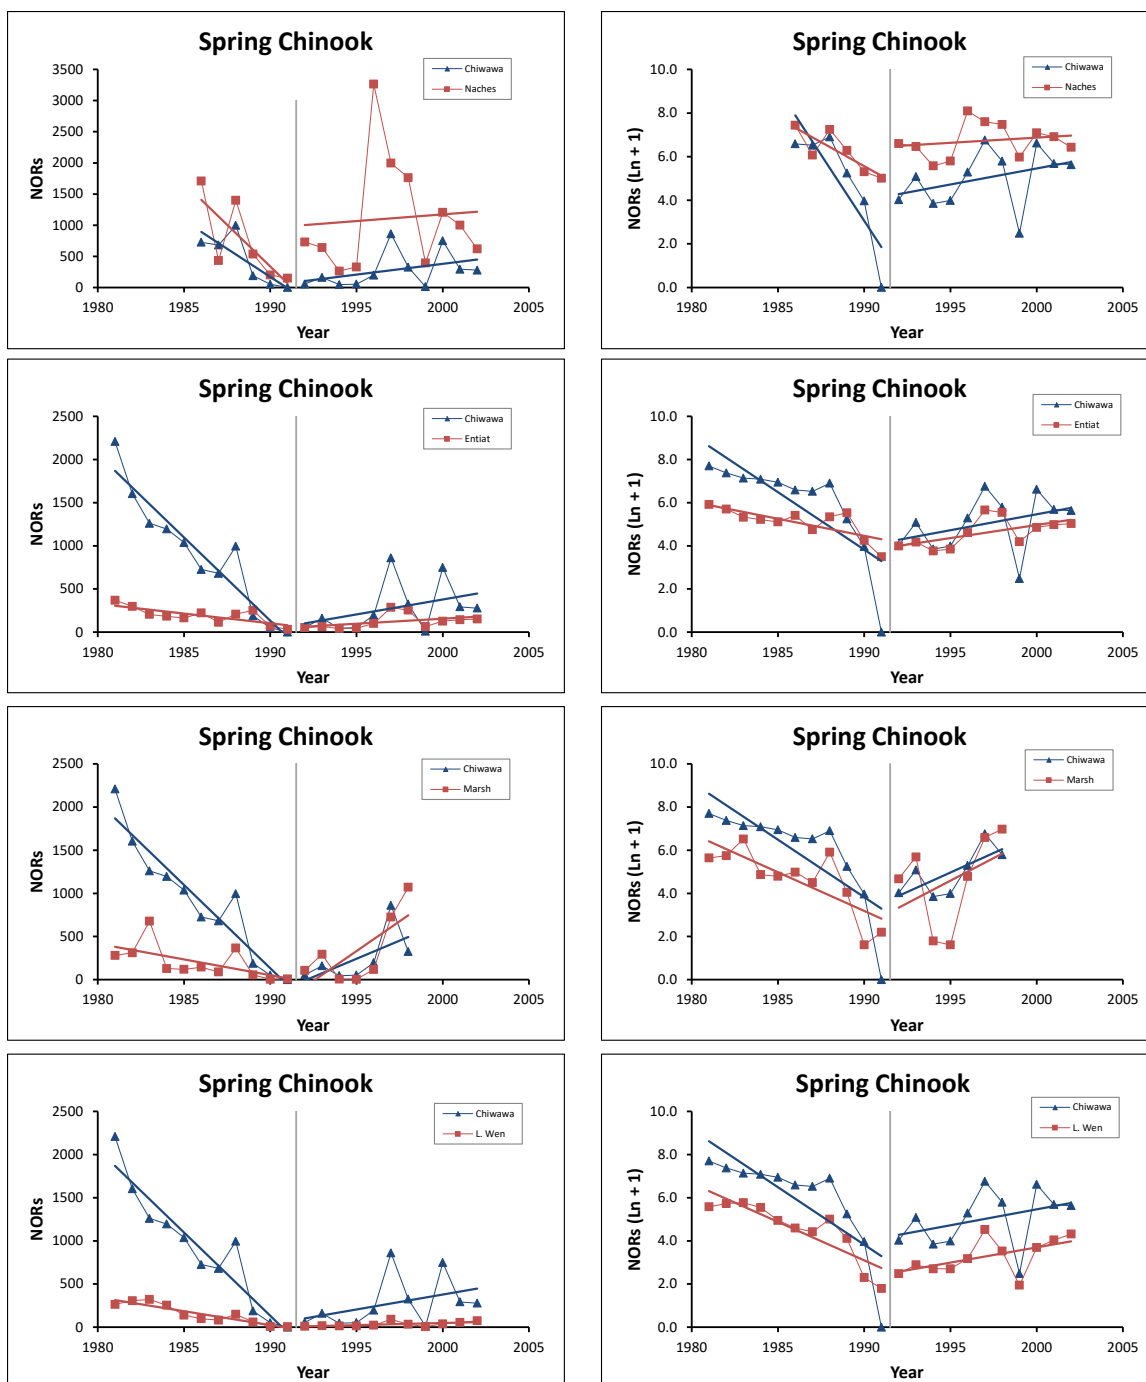 Spring Chinook
3500
3000
2500
2000
1500
1000
500
0
NORs
Chiwawa
Naches
1980 1985 1990 1995 2000 2005
Year
Spring Chinook
10.0
8.0
6.0
4.0
2.0
0.0
NORs (Ln + 1)
Chiwawa
Naches
1980 1985 1990 1995 2000 2005
Year
Spring Chinook
2500
2000
1500
1000
500
0
NORs
Chiwawa
Entiat
1980 1985 1990 1995 2000 2005
Year
Spring Chinook
10.0
8.0
6.0
4.0
2.0
0.0
NORs (Ln + 1)
Chiwawa
Entiat
1980 1985 1990 1995 2000 2005
Year
Spring Chinook
2500
2000
1500
1000
500
0
NORs
Chiwawa
Marsh
1980 1985 1990 1995 2000 2005
Year
Spring Chinook
10.0
8.0
6.0
4.0
2.0
0.0
NORs (Ln + 1)
Chiwawa
Marsh
1980 1985 1990 1995 2000 2005
Year
Spring Chinook
2500
2000
1500
1000
500
0
NORs
Chiwawa
L. Wen
1980 1985 1990 1995 2000 2005
Year
Spring Chinook
10.0
8.0
6.0
4.0
2.0
0.0
NORs (Ln + 1)
Chiwawa
L. Wen
1980 1985 1990 1995 2000 2005
Year